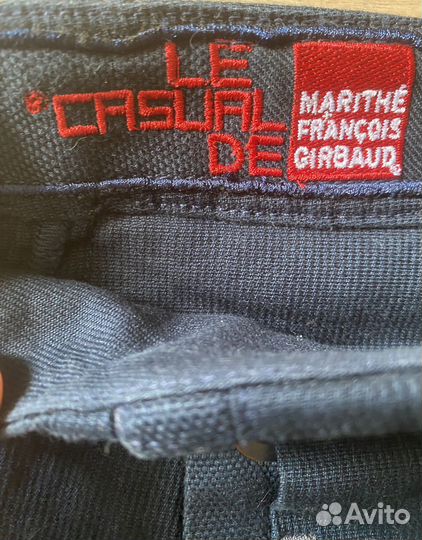 LE
CASUAL
DE
MARITHÉ
FRANÇOIS
GIRBAUD
Avito